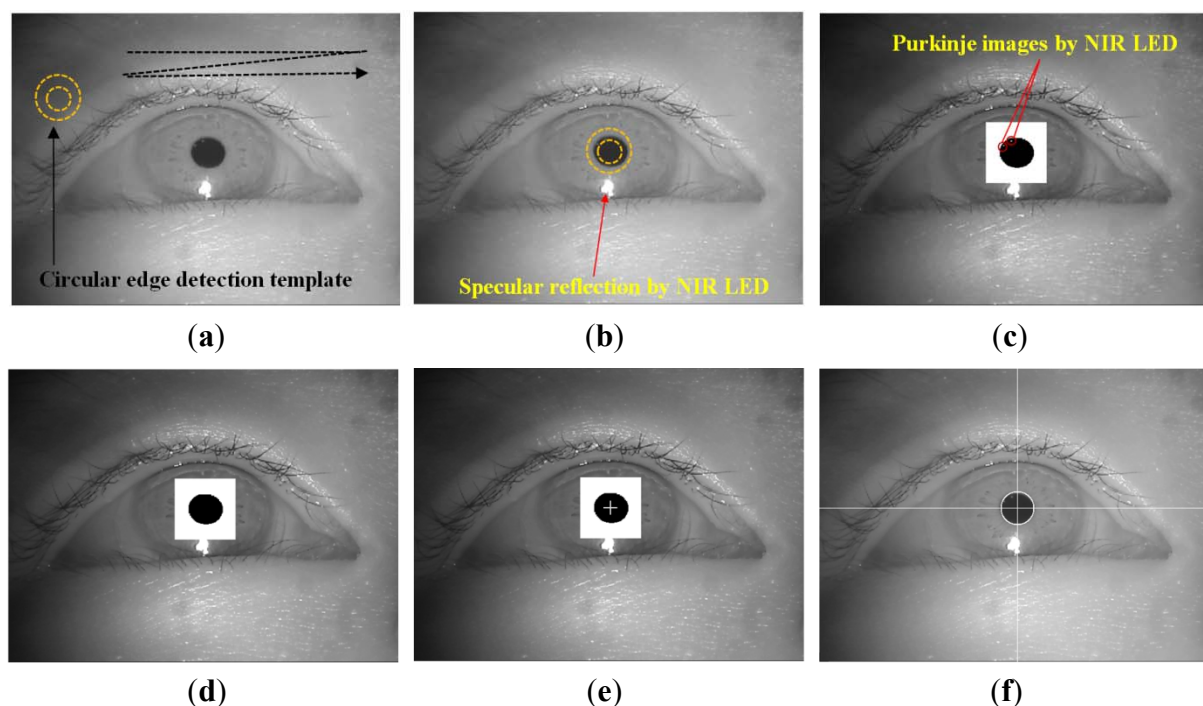 Circular edge detection template
(a)
Specular reflection by NIR LED
(b)
Purkinje images by NIR LED
(c)
(d)
(e)
(f)